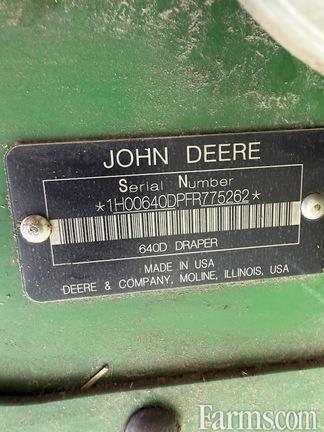 JOHN DEERE
Serial Number
*1H00640DPFR775262*
640D DRAPER
MADE IN USA
DEERE & COMPANY, MOLINE, ILLINOIS, USA
Farms.com